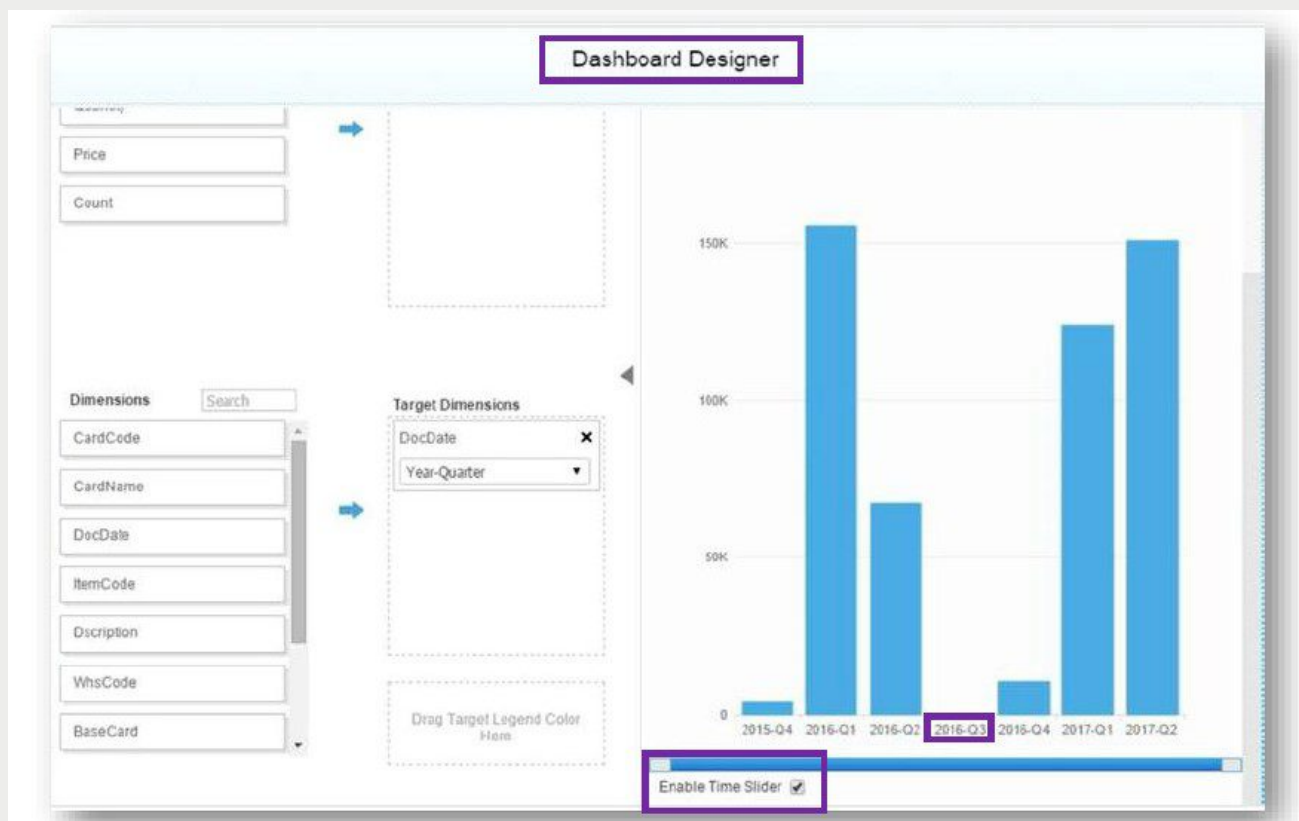 Dashboard Designer
Price
Count
Dimensions
Search
CardCode
CardName
DocDate
ItemCode
Dscription
WhsCode
BaseCard
Target Dimensions
DocDate
Year-Quarter
Drag Target Legend Color
Here
150K
100K
50K
0
2015-Q4 2016-Q1 2016-Q2 2016-Q3 2016-Q4 2017-Q1 2017-Q2
Enable Time Slider